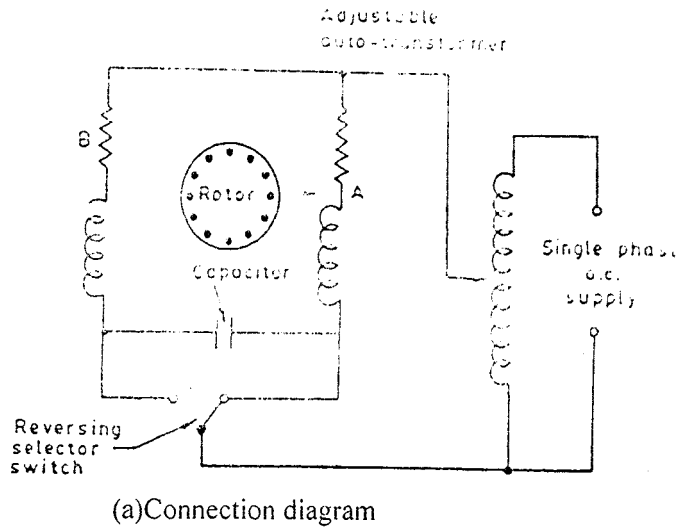 Adjustable
auto-transformer
B
Rotor
A
Capacitor
Single phase
a.c.
supply
Reversing
selector
switch
(a)Connection diagram